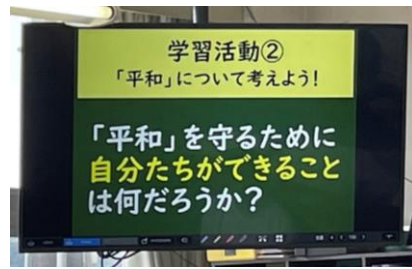 学習活動②
「平和」について考えよう!
「平和」を守るために
自分たちができること
は何だろうか?